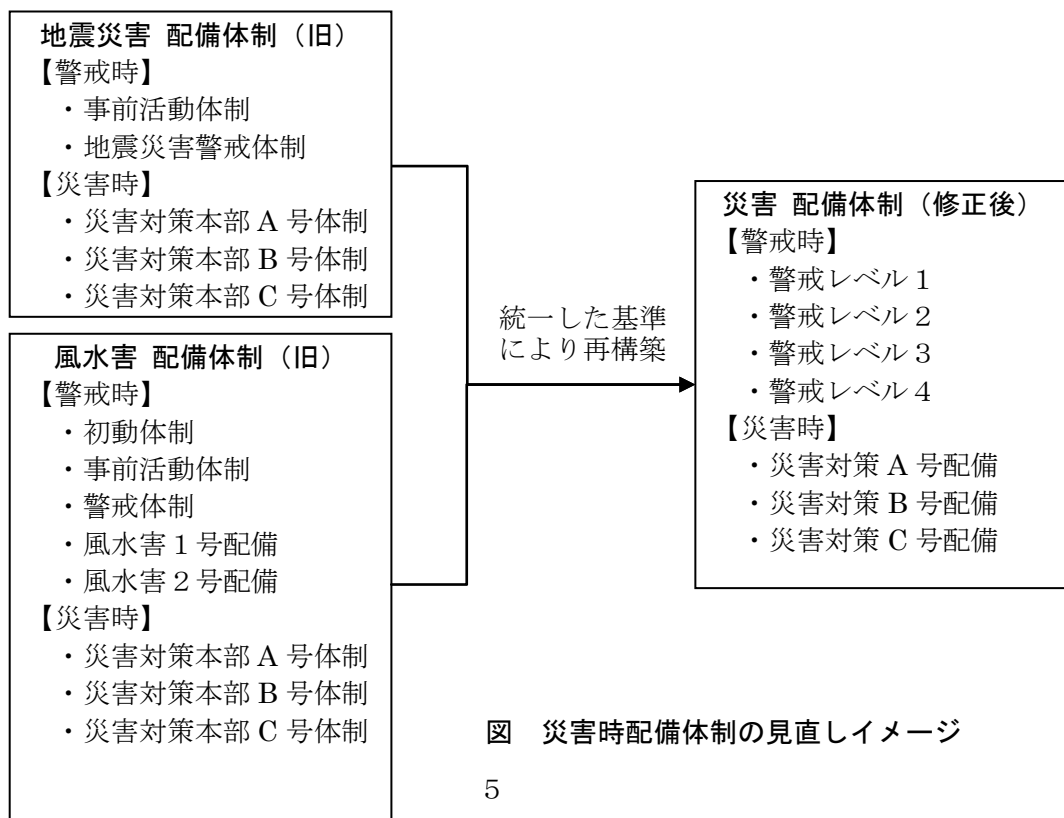 地震災害 配備体制（旧）
【警戒時】
・事前活動体制
・地震災害警戒体制
【災害時】
・災害対策本部 A 号体制
・災害対策本部 B 号体制
・災害対策本部 C 号体制
風水害 配備体制（旧）
【警戒時】
・初動体制
・事前活動体制
・警戒体制
・風水害１号配備
・風水害２号配備
【災害時】
・災害対策本部 A 号体制
・災害対策本部 B 号体制
・災害対策本部 C 号体制
統一した基準
により再構築
災害 配備体制（修正後）
【警戒時】
・警戒レベル１
・警戒レベル２
・警戒レベル３
・警戒レベル４
【災害時】
・災害対策 A 号配備
・災害対策 B 号配備
・災害対策 C 号配備
図　災害時配備体制の見直しイメージ
5